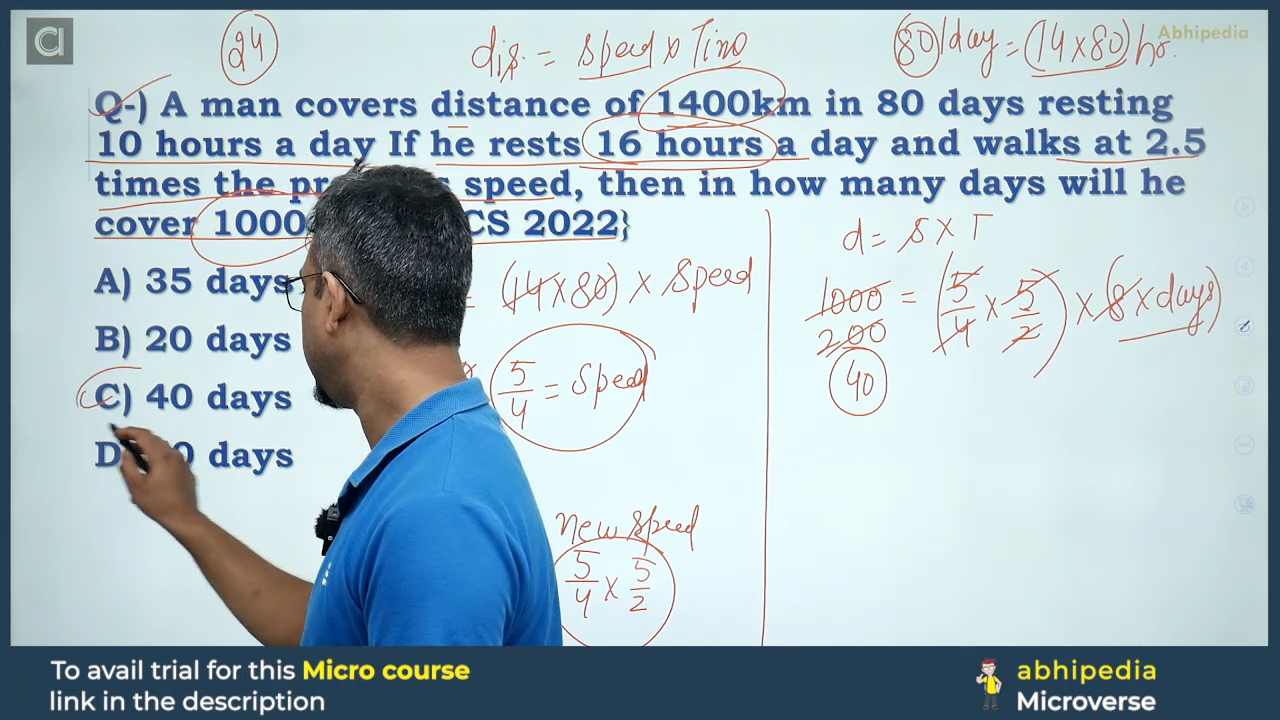 24
dis. = speed x Time
80/day = (14x80) hr.
Abhipedia
Q-) A man covers distance of 1400km in 80 days resting
10 hours a day If he rests 16 hours a day and walks at 2.5
times the speed, then in how many days will he
cover 1000 CS 2022}
A) 35 days
B) 20 days
C) 40 days
D) days
= (14x80) x Speed
5/4 = Speed
new speed
5/4 x 5/2
d = s x T
1000 = (5/4 x 5/2) x (8 x days)
200
40
To avail trial for this Micro course
link in the description
abhipedia
Microverse